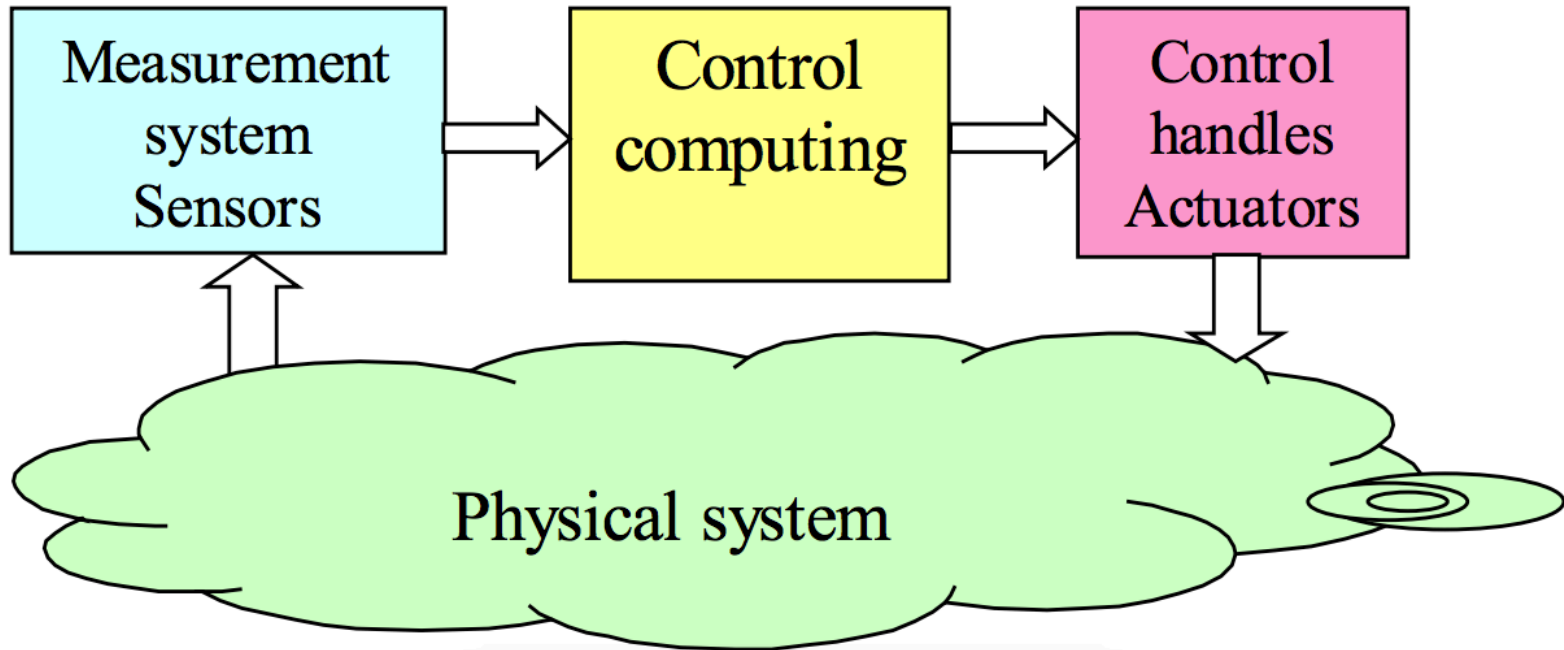 Measurement
system
Sensors
Control
computing
Control
handles
Actuators
Physical system